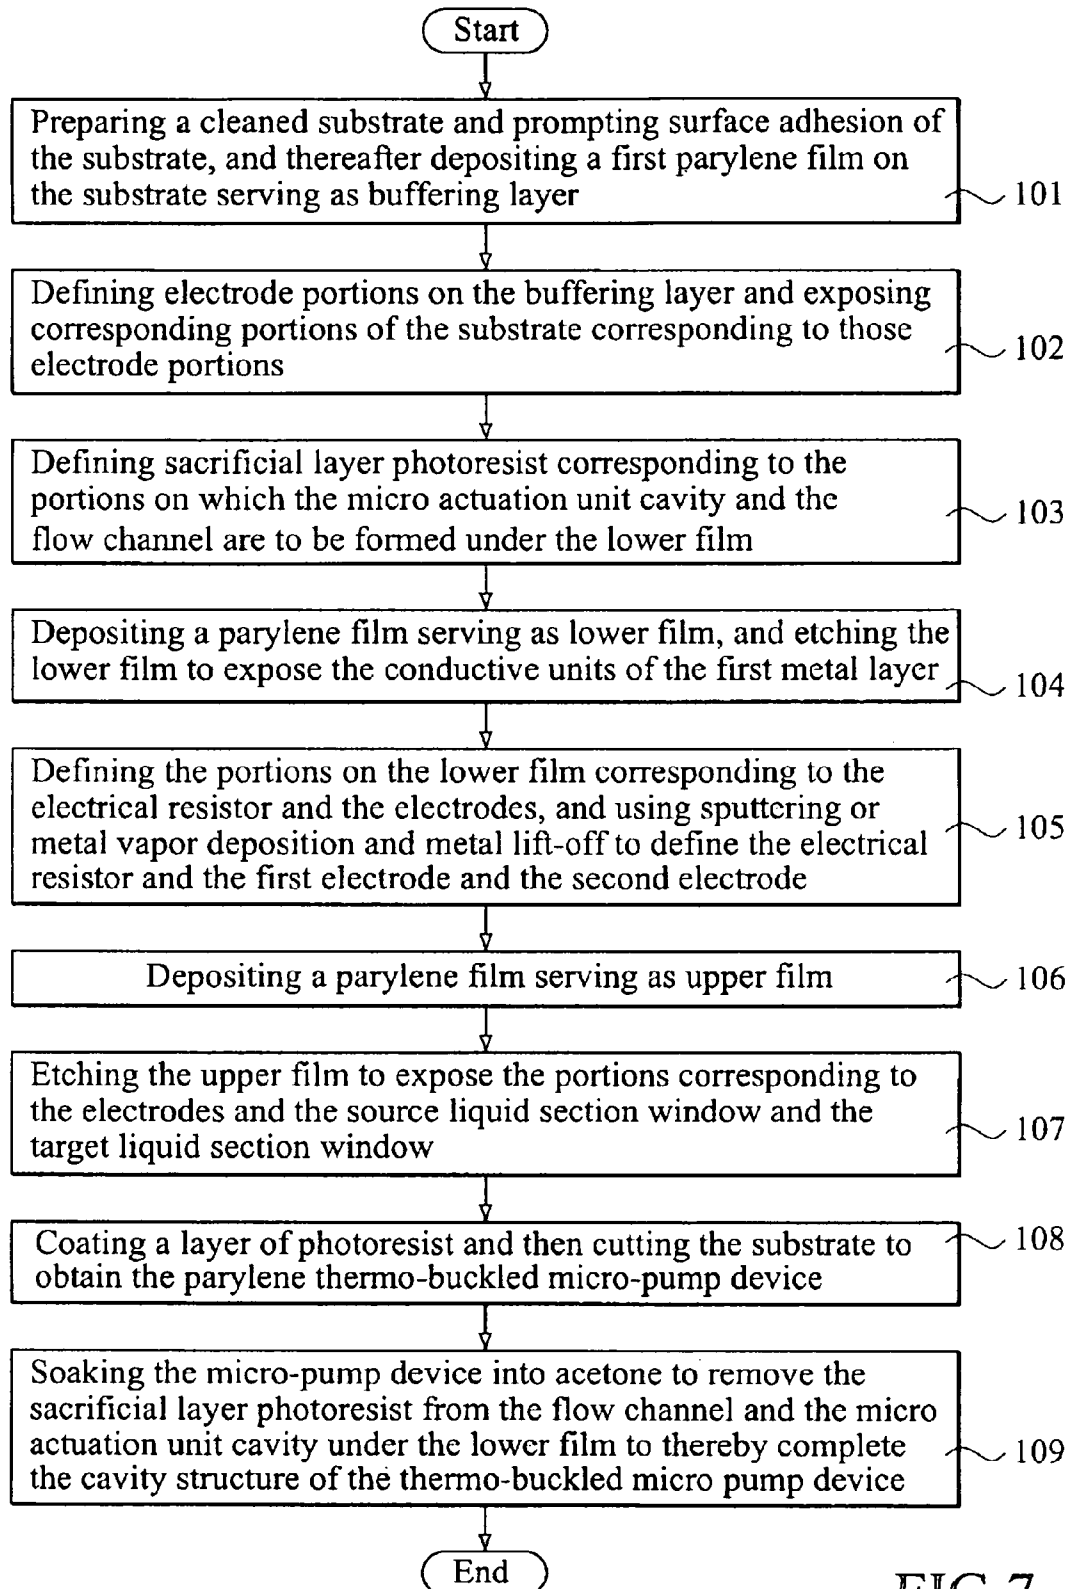 Start
Preparing a cleaned substrate and prompting surface adhesion of
the substrate, and thereafter depositing a first parylene film on
the substrate serving as buffering layer
101
Defining electrode portions on the buffering layer and exposing
corresponding portions of the substrate corresponding to those
electrode portions
102
Defining sacrificial layer photoresist corresponding to the
portions on which the micro actuation unit cavity and the
flow channel are to be formed under the lower film
103
Depositing a parylene film serving as lower film, and etching the
lower film to expose the conductive units of the first metal layer
104
Defining the portions on the lower film corresponding to the
electrical resistor and the electrodes, and using sputtering or
metal vapor deposition and metal lift-off to define the electrical
resistor and the first electrode and the second electrode
105
Depositing a parylene film serving as upper film
106
Etching the upper film to expose the portions corresponding to
the electrodes and the source liquid section window and the
target liquid section window
107
Coating a layer of photoresist and then cutting the substrate to
obtain the parylene thermo-buckled micro-pump device
108
Soaking the micro-pump device into acetone to remove the
sacrificial layer photoresist from the flow channel and the micro
actuation unit cavity under the lower film to thereby complete
the cavity structure of the thermo-buckled micro pump device
109
End
FIG.7